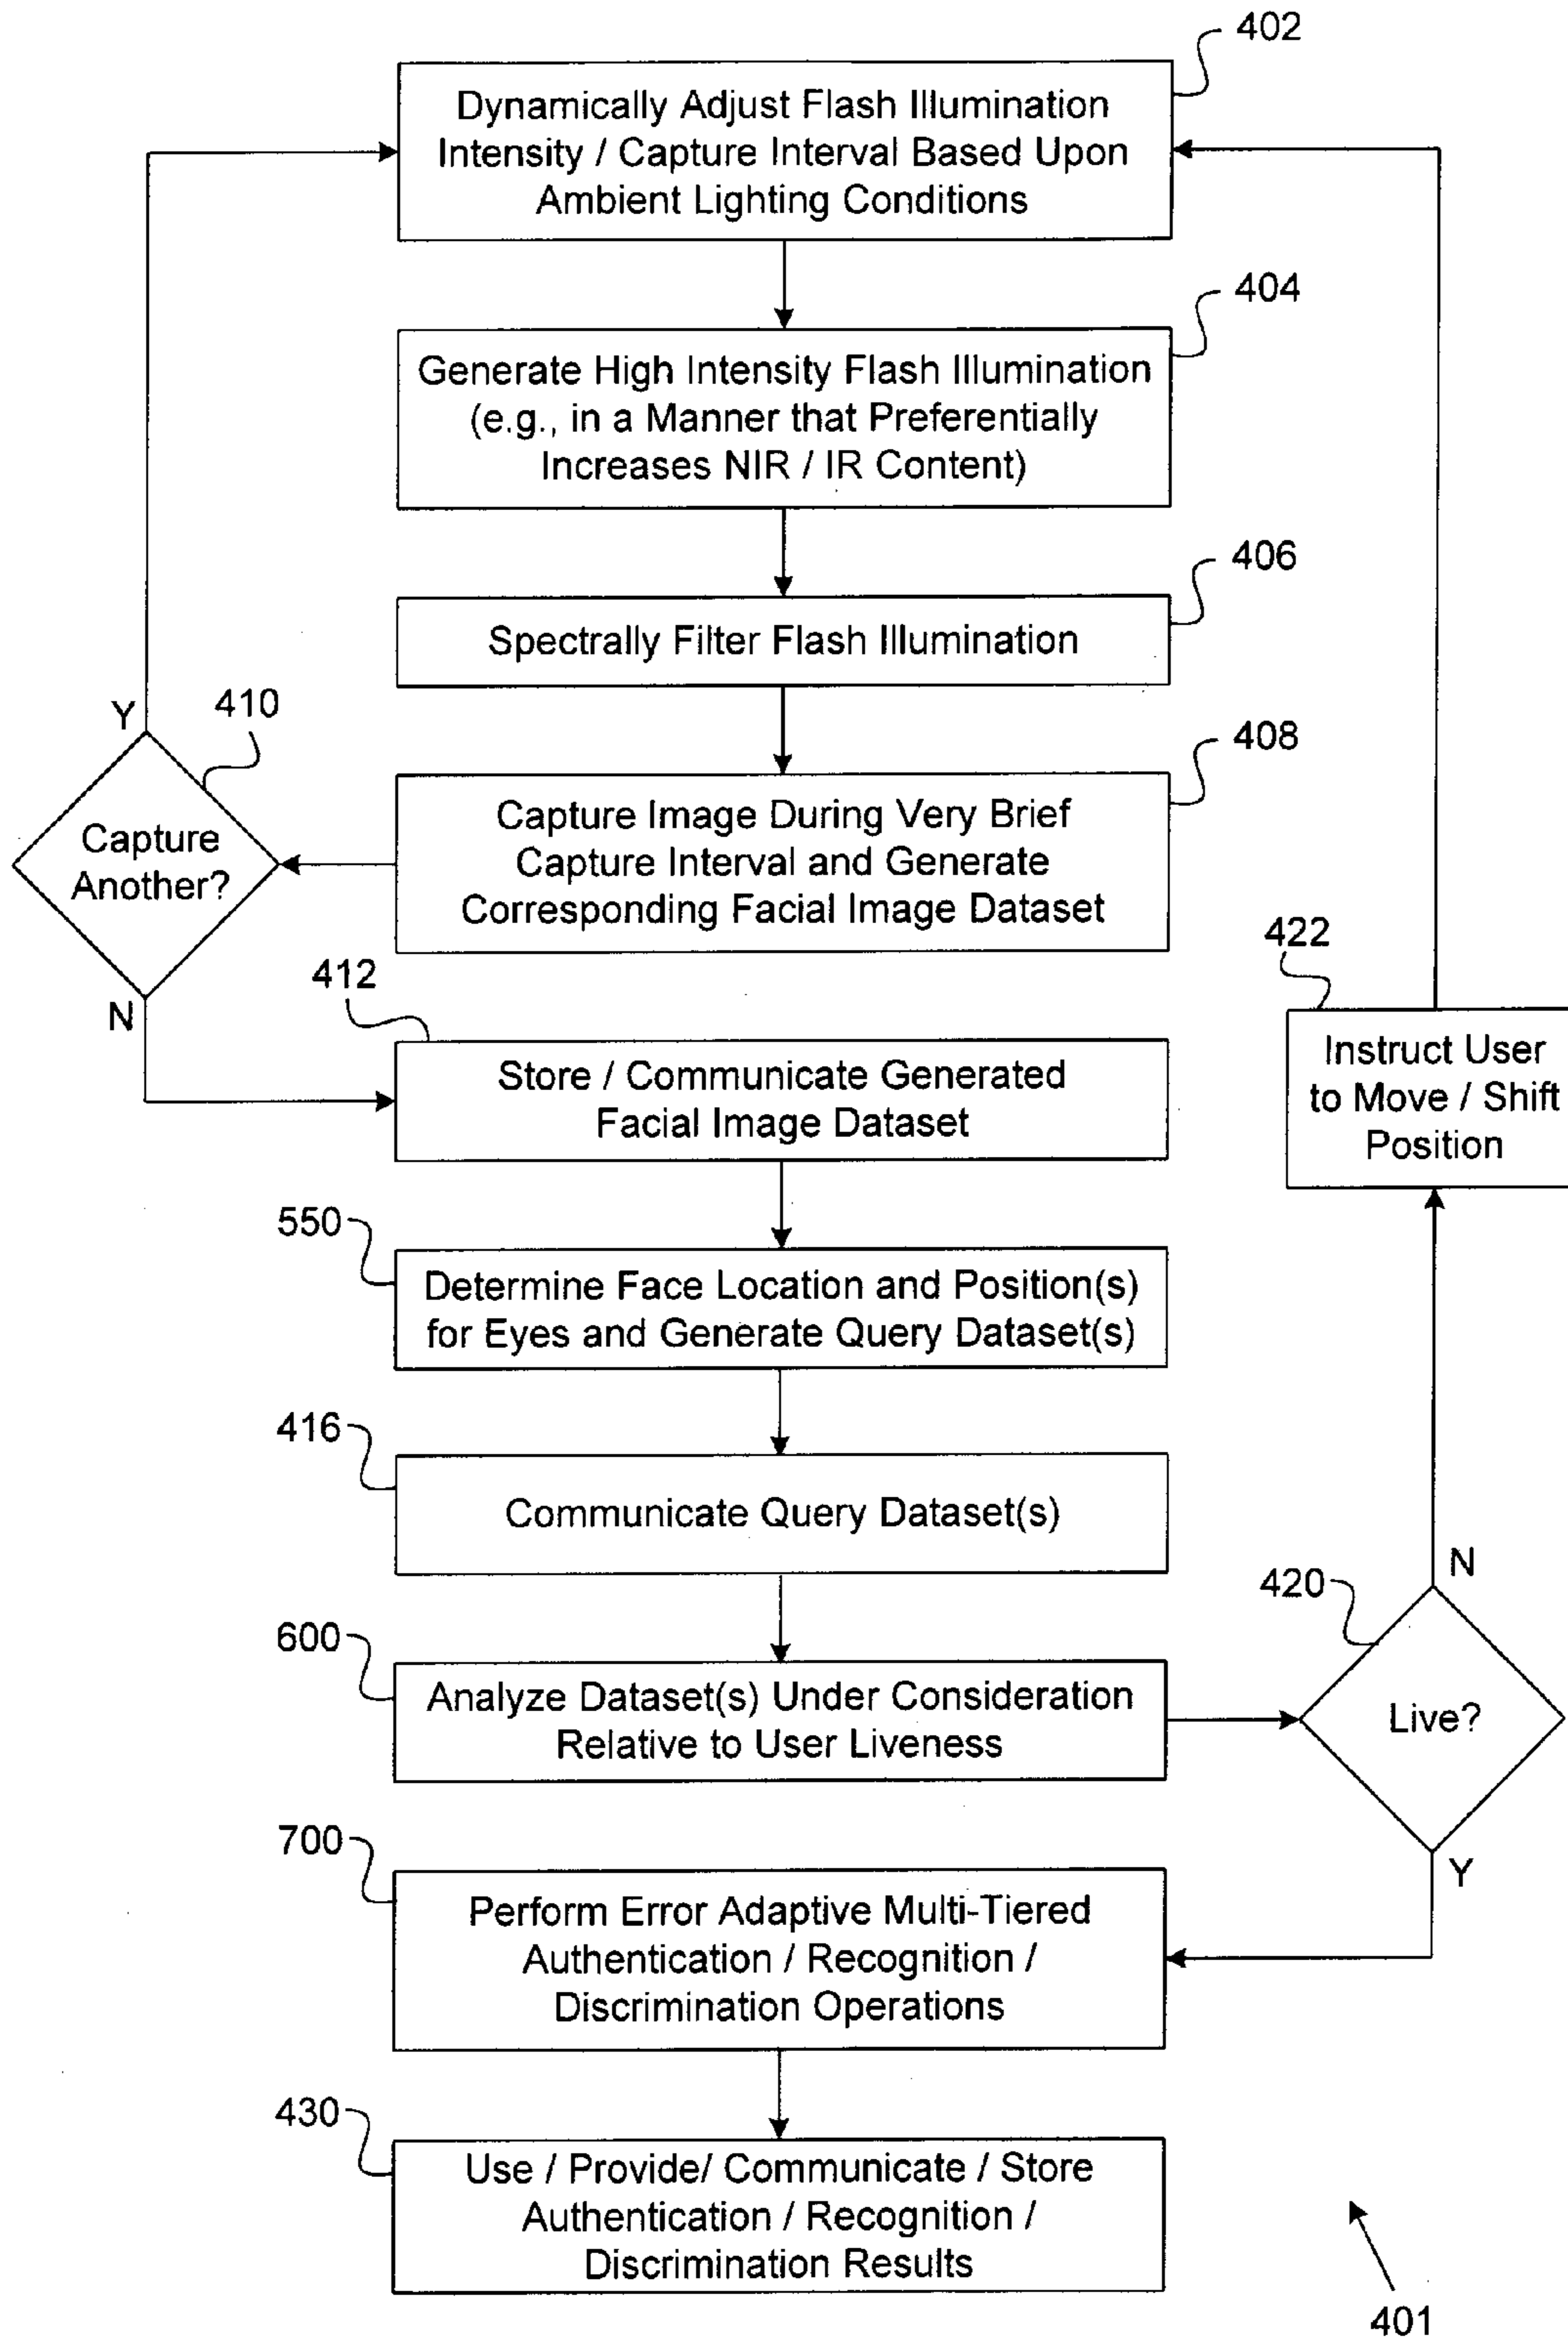 402
Dynamically Adjust Flash Illumination
Intensity / Capture Interval Based Upon
Ambient Lighting Conditions
404
Generate High Intensity Flash Illumination
(e.g., in a Manner that Preferentially
Increases NIR / IR Content)
406
Spectrally Filter Flash Illumination
Y
410
Capture
Another?
N
408
Capture Image During Very Brief
Capture Interval and Generate
Corresponding Facial Image Dataset
412
Store / Communicate Generated
Facial Image Dataset
422
Instruct User
to Move / Shift
Position
550
Determine Face Location and Position(s)
for Eyes and Generate Query Dataset(s)
416
Communicate Query Dataset(s)
600
Analyze Dataset(s) Under Consideration
Relative to User Liveness
N
420
Live?
Y
700
Perform Error Adaptive Multi-Tiered
Authentication / Recognition /
Discrimination Operations
430
Use / Provide/ Communicate / Store
Authentication / Recognition /
Discrimination Results
401